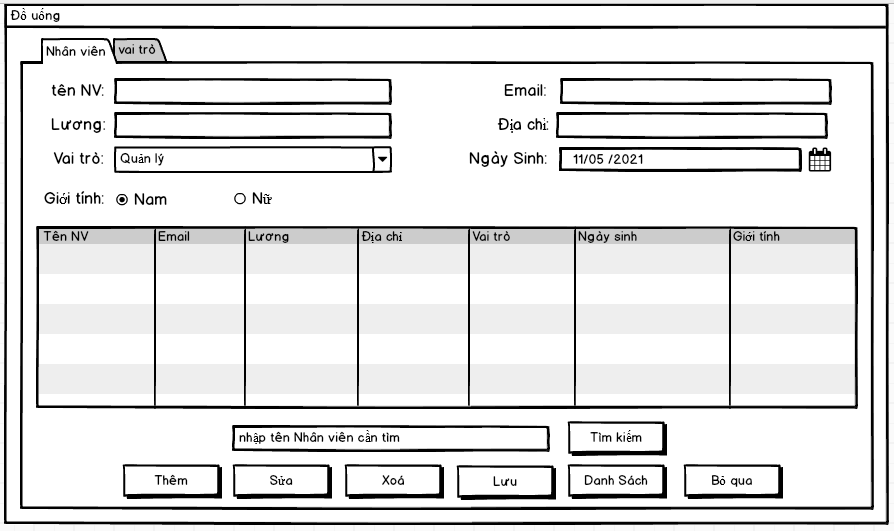 Đồ uống
Nhân viên vai trò
tên NV: Email:
Lương: Địa chỉ:
Vai trò: Quản lý Ngày Sinh: 11/05 /2021
Giới tính: Nam Nữ
Tên NV Email Lương Địa chỉ Vai trò Ngày sinh Giới tính
nhập tên Nhân viên cần tìm Tìm kiếm
Thêm Sửa Xoá Lưu Danh Sách Bỏ qua